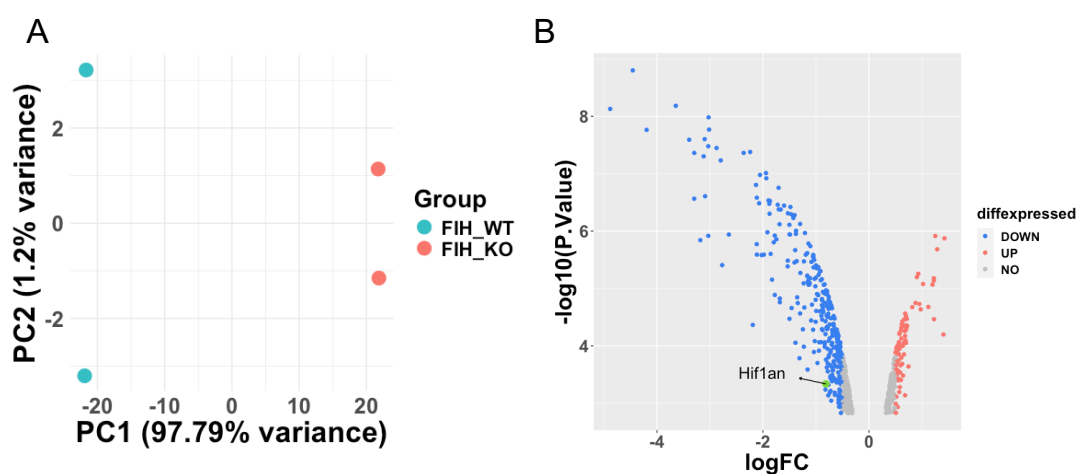 A
PC2 (1.2% variance)
2
0
-2
-20
-10
0
10
20
PC1 (97.79% variance)
Group
FIH_WT
FIH_KO
B
-log10(P.Value)
8
6
4
Hif1an
-4
-2
0
logFC
diffexpressed
DOWN
UP
NO